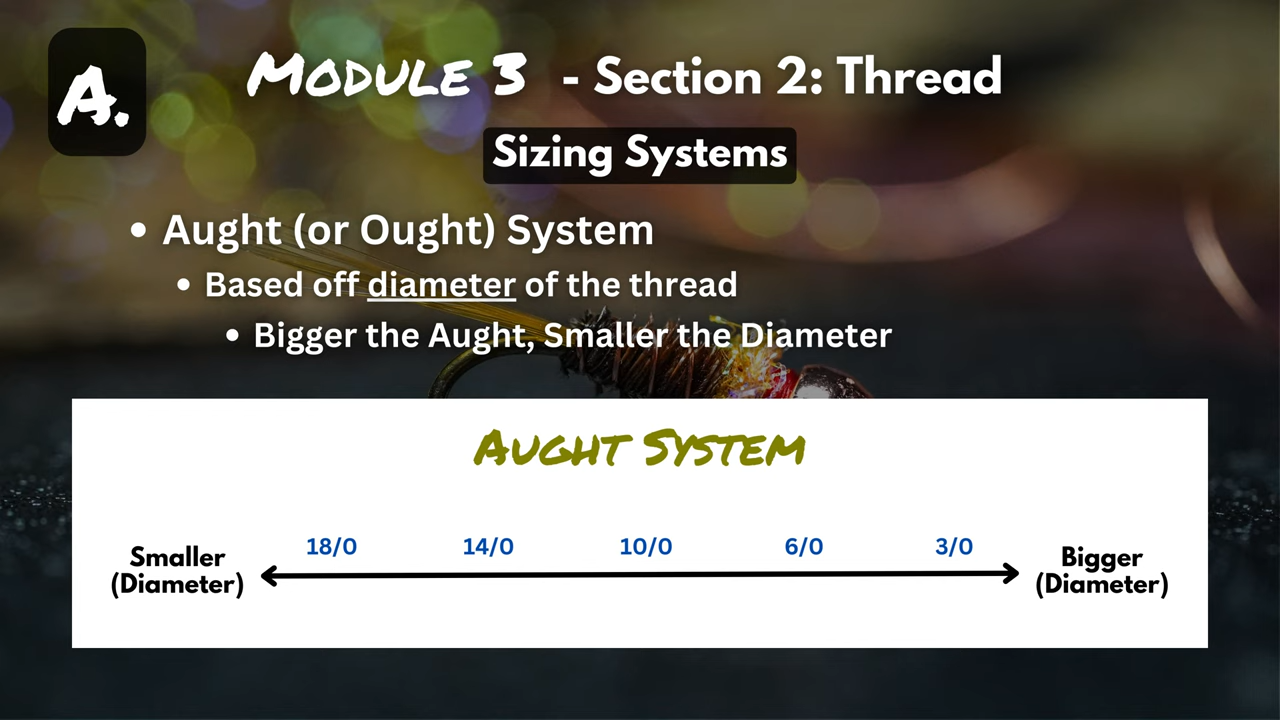 A.
Module 3 - Section 2: Thread
Sizing Systems
• Aught (or Ought) System
• Based off diameter of the thread
• Bigger the Aught, Smaller the Diameter
Aught System
18/0 14/0 10/0 6/0 3/0
Smaller
(Diameter)
Bigger
(Diameter)